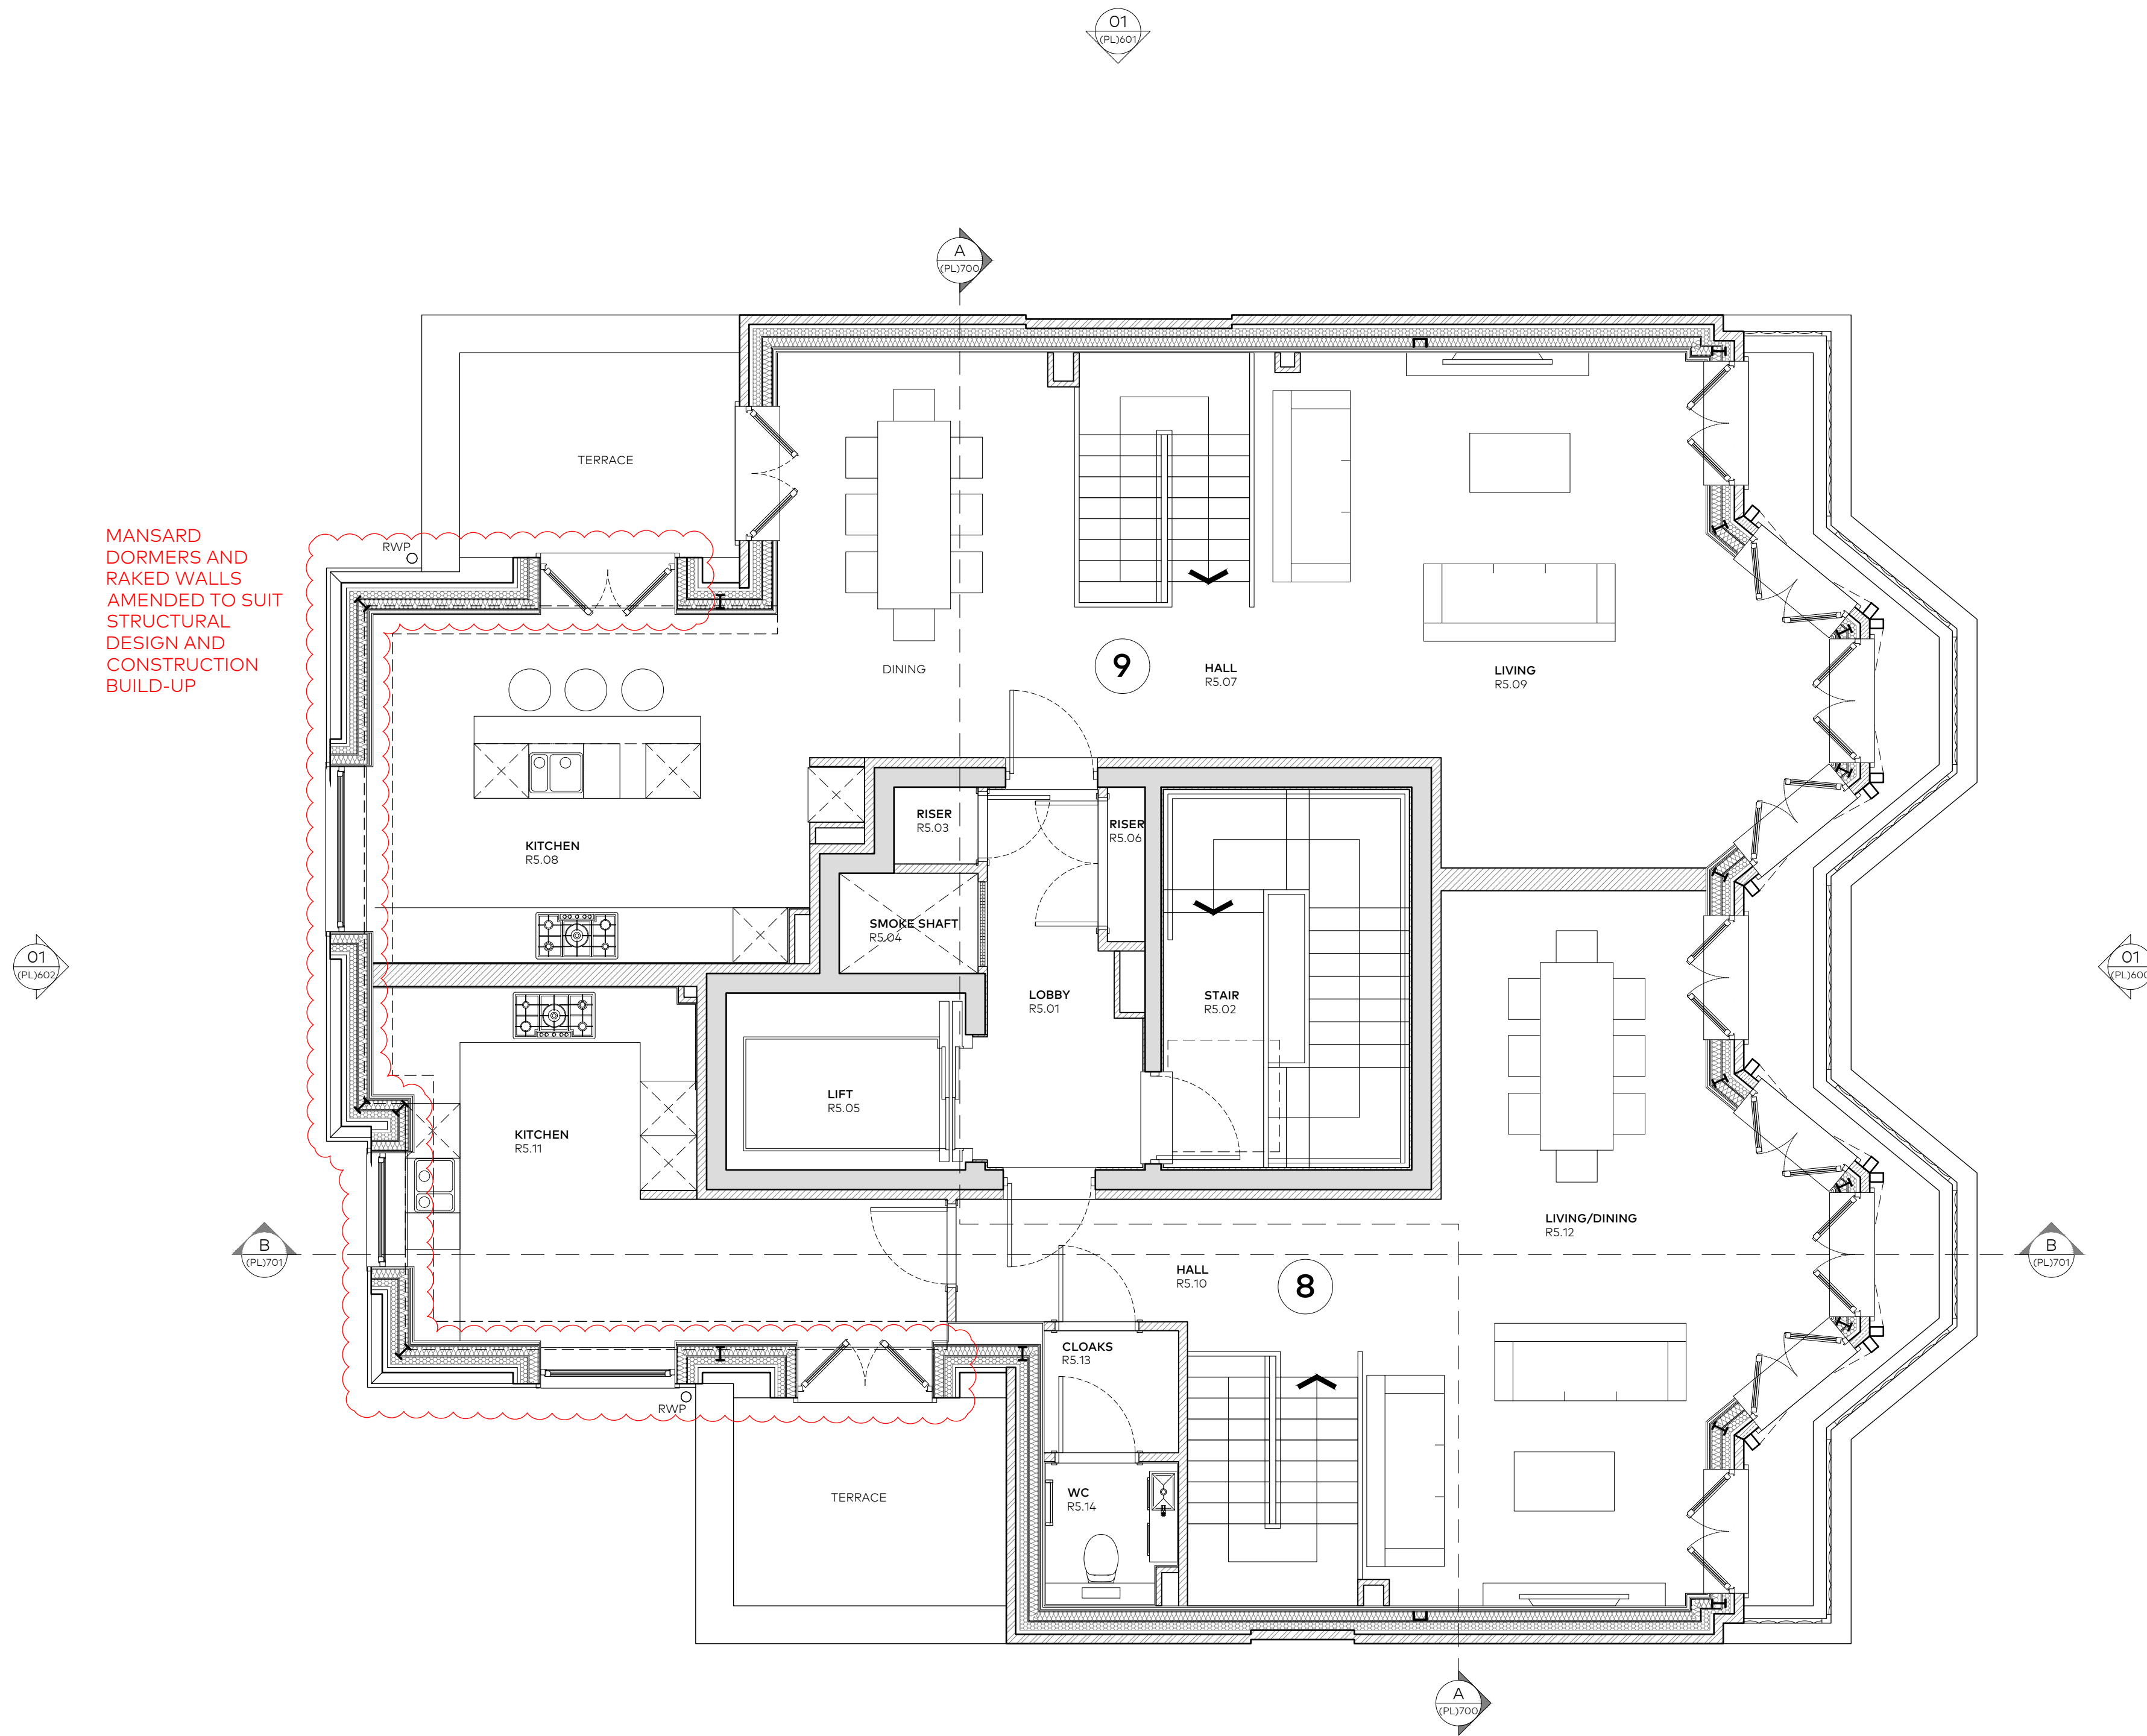 01
(PL)601
A
(PL)700
TERRACE
MANSARD
DORMERS AND
RAKED WALLS
AMENDED TO SUIT
STRUCTURAL
DESIGN AND
CONSTRUCTION
BUILD-UP
RWP
DINING
9
HALL
R5.07
LIVING
R5.09
KITCHEN
R5.08
RISER
R5.03
RISER
R5.06
SMOKE SHAFT
R5.04
01
(PL)602
LOBBY
R5.01
STAIR
R5.02
01
(PL)600
LIFT
R5.05
KITCHEN
R5.11
LIVING/DINING
R5.12
B
(PL)701
HALL
R5.10
8
B
(PL)701
CLOAKS
R5.13
RWP
TERRACE
WC
R5.14
A
(PL)700